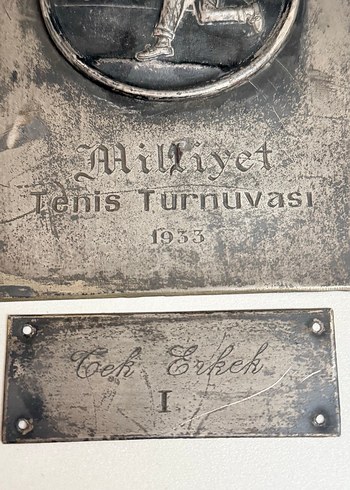 Milliyet
Tenis Turnuvası
1933
Tek Erkek
I